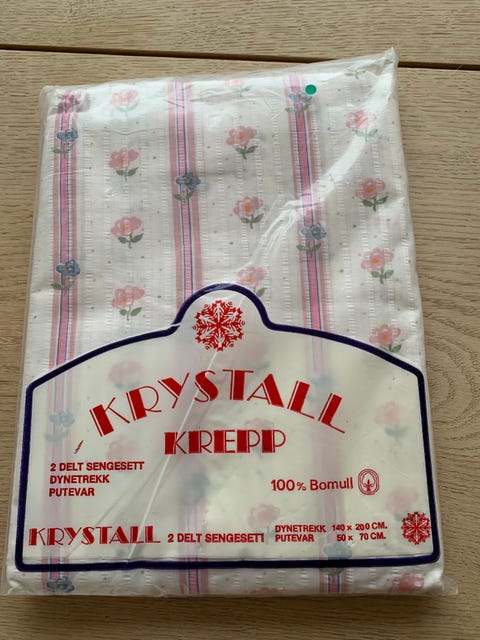 KRYSTALL
KREPP
2 DELT SENGESETT
DYNETREKK
PUTEVAR
100% Bomull
KRYSTALL 2 DELT SENGESETT DYNETREKK 140 x 200 CM.
PUTEVAR 50 x 70 CM.